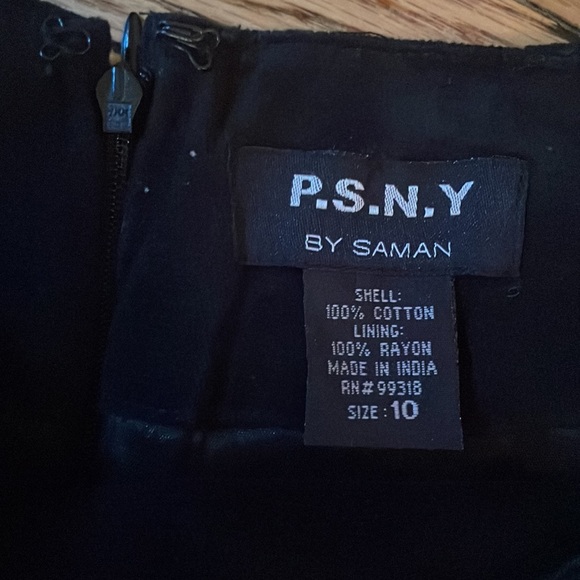 P.S.N.Y
BY SAMAN
SHELL:
100% COTTON
LINING:
100% RAYON
MADE IN INDIA
RN# 99318
SIZE: 10